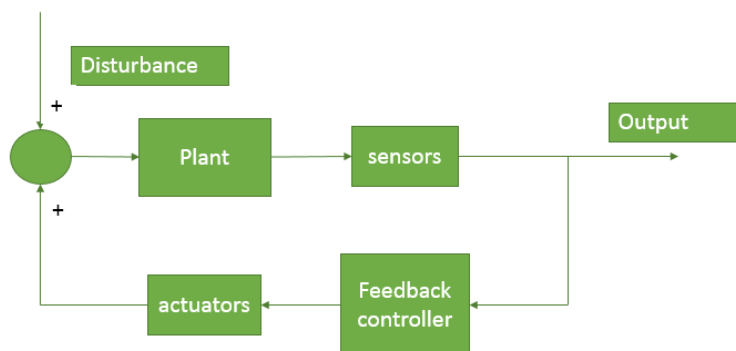 Disturbance
+
Plant
sensors
Output
+
actuators
Feedback
controller